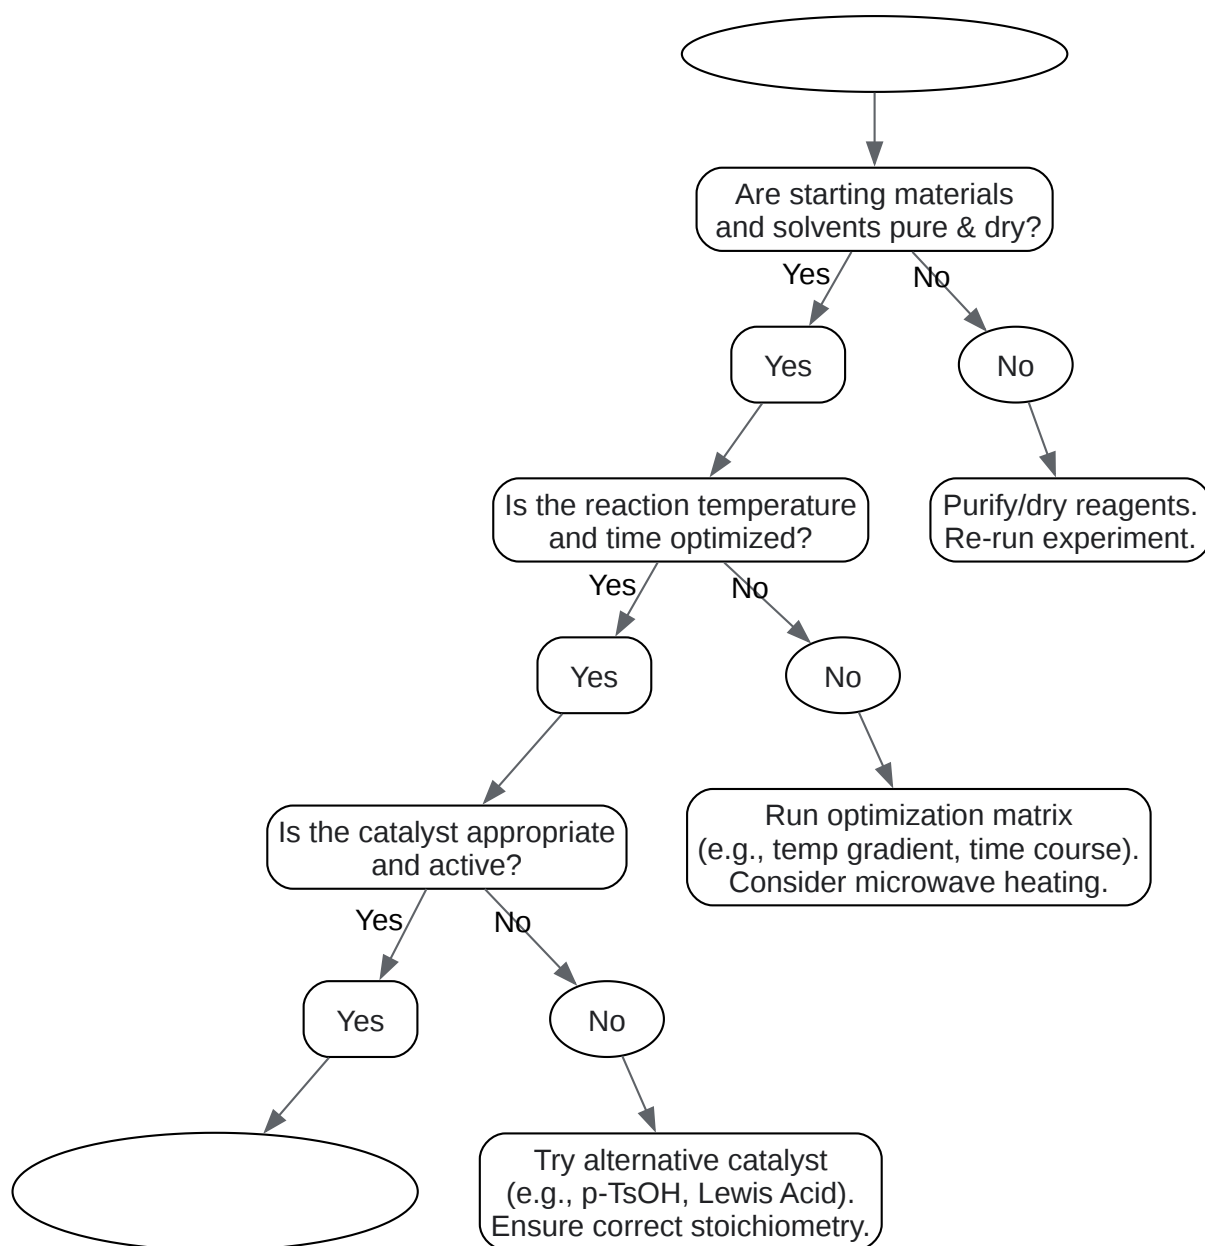 Are starting materials
and solvents pure & dry?
Yes
No
Yes
No
Is the reaction temperature
and time optimized?
Purify/dry reagents.
Re-run experiment.
Yes
No
Yes
No
Is the catalyst appropriate
and active?
Run optimization matrix
(e.g., temp gradient, time course).
Consider microwave heating.
Yes
No
Yes
No
Try alternative catalyst
(e.g., p-TsOH, Lewis Acid).
Ensure correct stoichiometry.